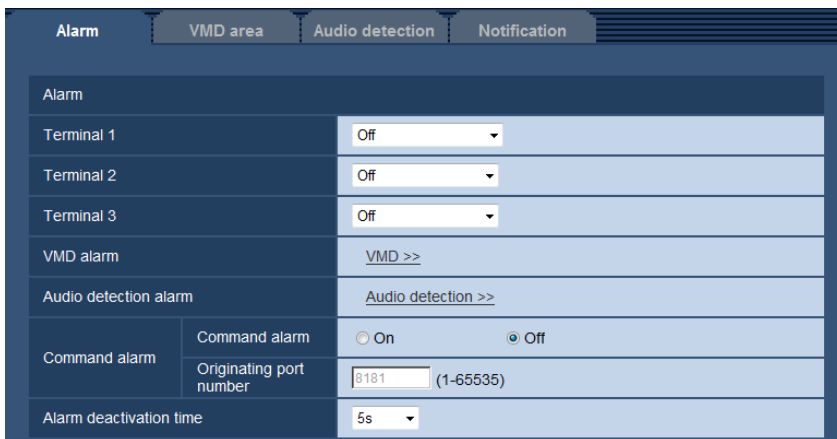 Alarm VMD area Audio detection Notification
Alarm
Terminal 1 Off
Terminal 2 Off
Terminal 3 Off
VMD alarm VMD >>
Audio detection alarm Audio detection >>
Command alarm Command alarm On Off
Originating port number 8181 (1-65535)
Alarm deactivation time 5s